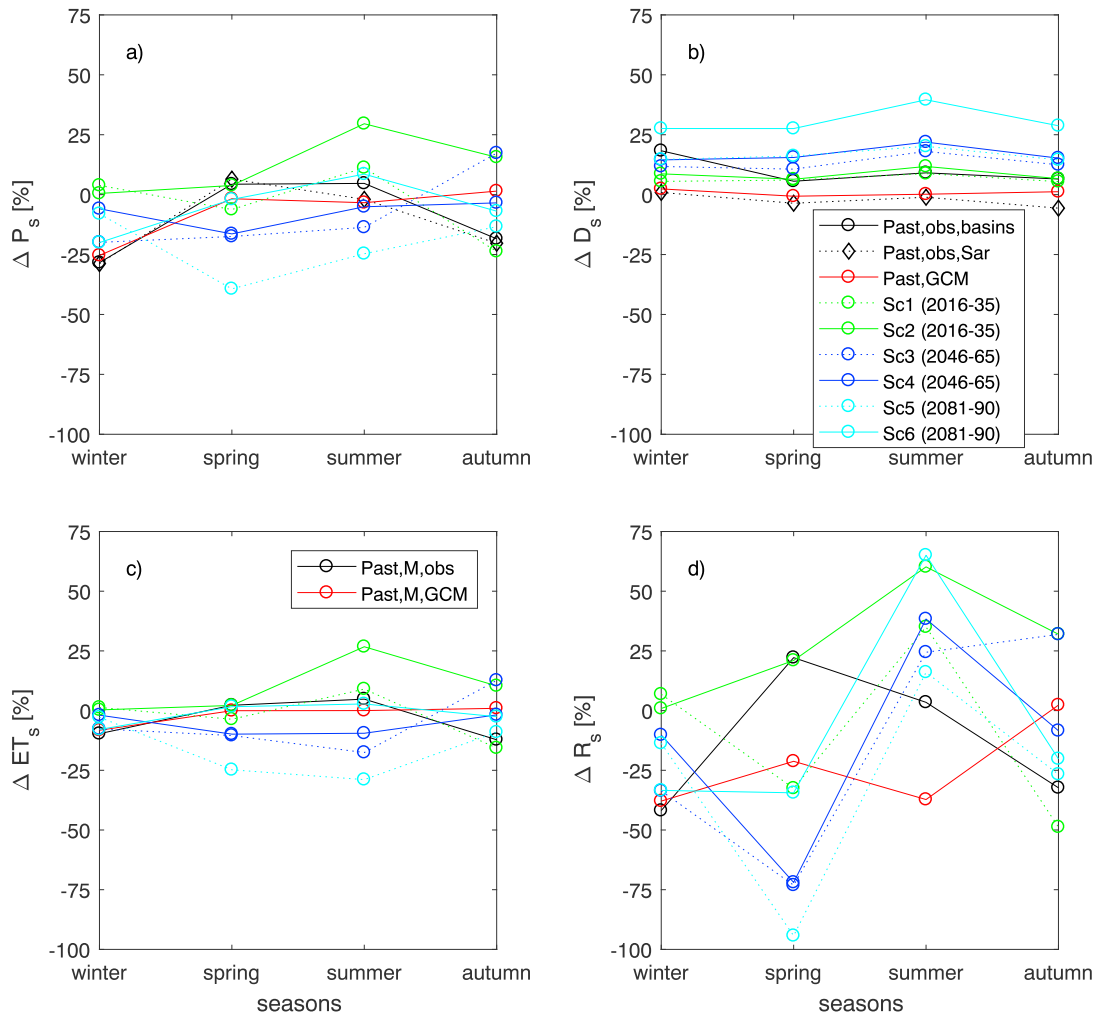 75
50
25
0
-25
-50
-75
-100
Δ P_s [%]
a)
winter spring summer autumn
75
50
25
0
-25
-50
-75
-100
Δ D_s [%]
b)
Past,obs,basins
Past,obs,Sar
Past,GCM
Sc1 (2016-35)
Sc2 (2016-35)
Sc3 (2046-65)
Sc4 (2046-65)
Sc5 (2081-90)
Sc6 (2081-90)
winter spring summer autumn
75
50
25
0
-25
-50
-75
-100
Δ ET_s [%]
c)
Past,M,obs
Past,M,GCM
winter spring summer autumn
seasons
75
50
25
0
-25
-50
-75
-100
Δ R_s [%]
d)
winter spring summer autumn
seasons